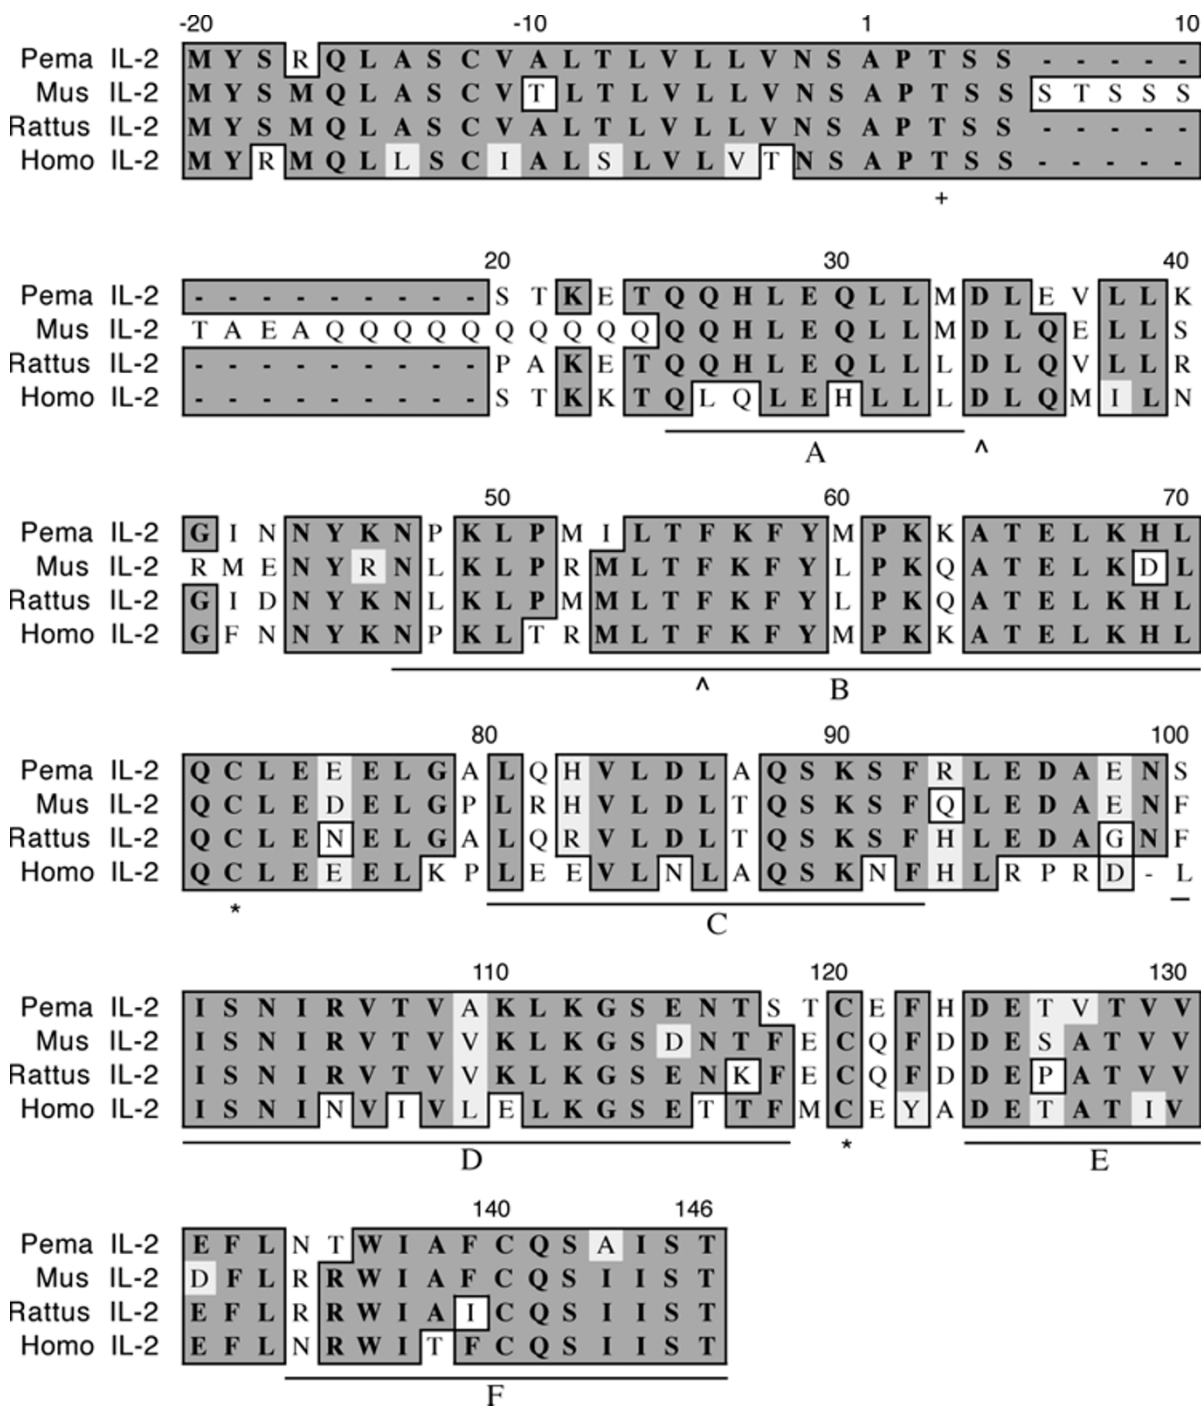 -20 -10 1 10
Pema IL-2 M Y S R Q L A S C V A L T L V L L V N S A P T S S - - - - -
Mus IL-2 M Y S M Q L A S C V T L T L V L L V N S A P T S S S T S S S
Rattus IL-2 M Y S M Q L A S C V A L T L V L L V N S A P T S S - - - - -
Homo IL-2 M Y R M Q L L S C I A L S L V L V T N S A P T S S - - - - -
+
20 30 40
Pema IL-2 - - - - - - - - - S T K E T Q Q H L E Q L L M D L E V L L K
Mus IL-2 T A E A Q Q Q Q Q Q Q Q Q Q Q Q H L E Q L L M D L Q E L L S
Rattus IL-2 - - - - - - - - - P A K E T Q Q H L E Q L L L D L Q V L L R
Homo IL-2 - - - - - - - - - S T K K T Q L Q L E H L L L D L Q M I L N
A ^
50 60 70
Pema IL-2 G I N N Y K N P K L P M I L T F K F Y M P K K A T E L K H L
Mus IL-2 R M E N Y R N L K L P R M L T F K F Y L P K Q A T E L K D L
Rattus IL-2 G I D N Y K N L K L P M M L T F K F Y L P K Q A T E L K H L
Homo IL-2 G F N N Y K N P K L T R M L T F K F Y M P K K A T E L K H L
^ B
80 90 100
Pema IL-2 Q C L E E E L G A L Q H V L D L A Q S K S F R L E D A E N S
Mus IL-2 Q C L E D E L G P L R H V L D L T Q S K S F Q L E D A E N F
Rattus IL-2 Q C L E N E L G A L Q R V L D L T Q S K S F H L E D A G N F
Homo IL-2 Q C L E E E L K P L E E V L N L A Q S K N F H L R P R D - L
* C
110 120 130
Pema IL-2 I S N I R V T V A K L K G S E N T S T C E F H D E T V T V V
Mus IL-2 I S N I R V T V V K L K G S D N T F E C Q F D D E S A T V V
Rattus IL-2 I S N I R V T V V K L K G S E N K F E C Q F D D E P A T V V
Homo IL-2 I S N I N V I V L E L K G S E T T F M C E Y A D E T A T I V
D * E
140 146
Pema IL-2 E F L N T W I A F C Q S A I S T
Mus IL-2 D F L R R W I A F C Q S I I S T
Rattus IL-2 E F L R R W I A I C Q S I I S T
Homo IL-2 E F L N R W I T F C Q S I I S T
F